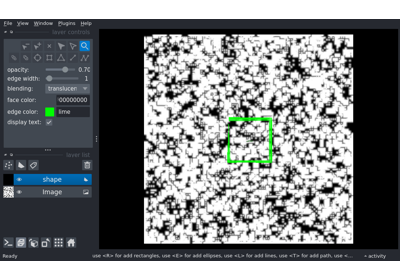 File View Window Plugins Help
layer controls
opacity: 0.70
edge width: 1
blending: translucen
face color: 00000000
edge color: lime
display text:
layer list
shape
Image
Ready use <R> for add rectangles, use <E> for add ellipses, use <L> for add lines, use <T> for add path, use <... activity